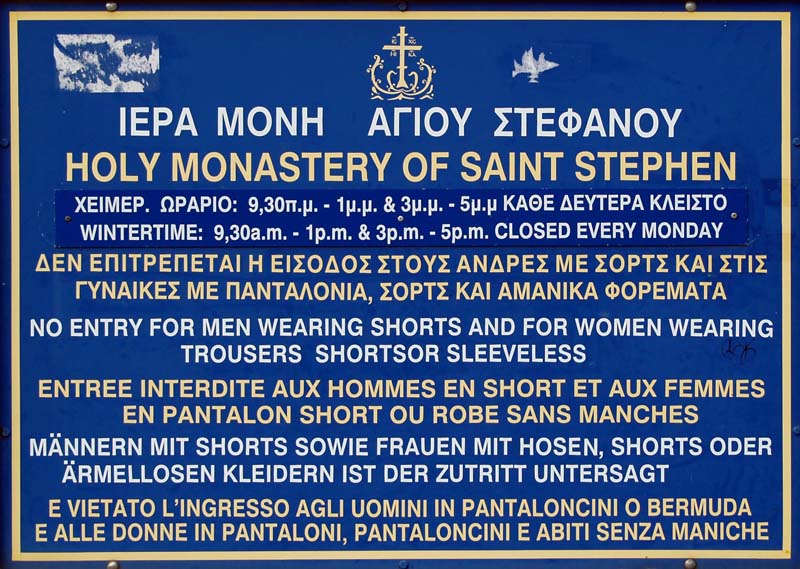 ΙΕΡΑ ΜΟΝΗ ΑΓΙΟΥ ΣΤΕΦΑΝΟΥ
HOLY MONASTERY OF SAINT STEPHEN
ΧΕΙΜΕΡ. ΩΡΑΡΙΟ: 9,30π.μ. - 1μ.μ. & 3μ.μ. - 5μ.μ ΚΑΘΕ ΔΕΥΤΕΡΑ ΚΛΕΙΣΤΟ
WINTERTIME: 9,30a.m. - 1p.m. & 3p.m. - 5p.m. CLOSED EVERY MONDAY
ΔΕΝ ΕΠΙΤΡΕΠΕΤΑΙ Η ΕΙΣΟΔΟΣ ΣΤΟΥΣ ΑΝΔΡΕΣ ΜΕ ΣΟΡΤΣ ΚΑΙ ΣΤΙΣ
ΓΥΝΑΙΚΕΣ ΜΕ ΠΑΝΤΑΛΟΝΙΑ, ΣΟΡΤΣ ΚΑΙ ΑΜΑΝΙΚΑ ΦΟΡΕΜΑΤΑ
NO ENTRY FOR MEN WEARING SHORTS AND FOR WOMEN WEARING
TROUSERS SHORTSOR SLEEVELESS
ENTREE INTERDITE AUX HOMMES EN SHORT ET AUX FEMMES
EN PANTALON SHORT OU ROBE SANS MANCHES
MÄNNERN MIT SHORTS SOWIE FRAUEN MIT HOSEN, SHORTS ODER
ÄRMELLOSEN KLEIDERN IST DER ZUTRITT UNTERSAGT
E VIETATO L'INGRESSO AGLI UOMINI IN PANTALONCINI O BERMUDA
E ALLE DONNE IN PANTALONI, PANTALONCINI E ABITI SENZA MANICHE